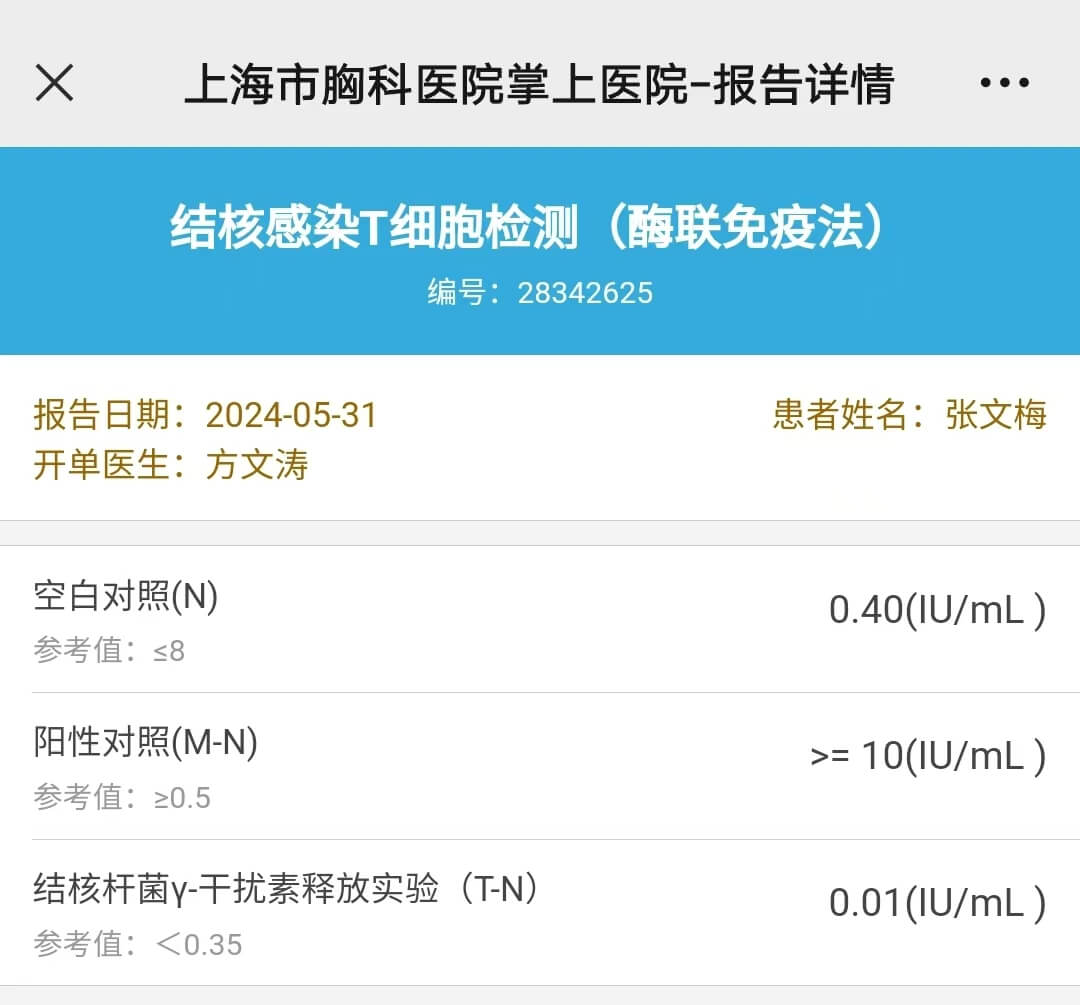 上海市胸科医院掌上医院-报告详情
结核感染T细胞检测（酶联免疫法）
编号：28342625
报告日期：2024-05-31 患者姓名：张文梅
开单医生：方文涛
空白对照(N) 0.40(IU/mL )
参考值：≤8
阳性对照(M-N) >= 10(IU/mL )
参考值：≥0.5
结核杆菌γ-干扰素释放实验（T-N） 0.01(IU/mL )
参考值：＜0.35